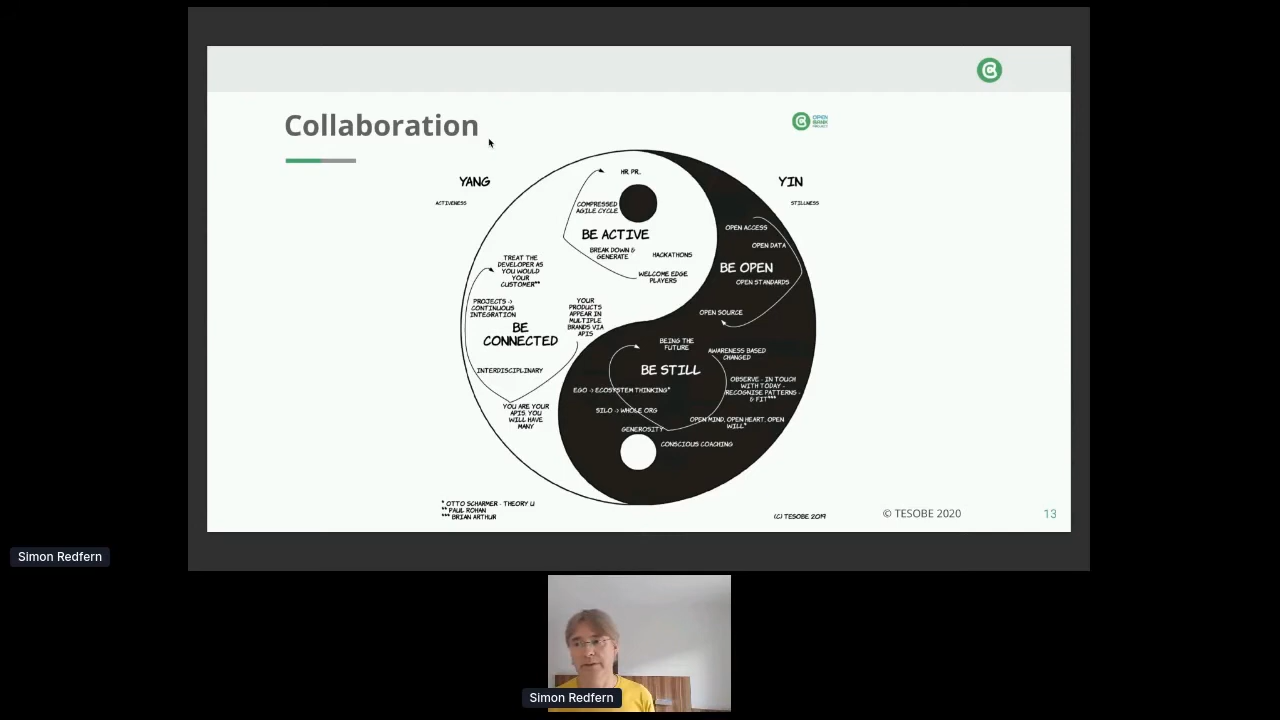 Collaboration
OPEN
BANK
PROJECT
YANG
ACTIVENESS
YIN
STILLNESS
HR, PR..
COMPRESSED
AGILE CYCLE
BE ACTIVE
BREAK DOWN &
GENERATE
HACKATHONS
WELCOME EDGE
PLAYERS
OPEN ACCESS
OPEN DATA
BE OPEN
OPEN STANDARDS
OPEN SOURCE
TREAT THE
DEVELOPER AS
YOU WOULD
YOUR
CUSTOMER**
PROJECTS ->
CONTINUOUS
INTEGRATION
YOUR
PRODUCTS
APPEAR IN
MULTIPLE
BRANDS VIA
APIS
BE
CONNECTED
INTERDISCIPLINARY
YOU ARE YOUR
APIS. YOU
WILL HAVE
MANY
BEING THE
FUTURE
AWARENESS BASED
CHANGED
BE STILL
OBSERVE - IN TOUCH
WITH TODAY -
RECOGNISE PATTERNS -
& FIT***
EGO -> ECOSYSTEM THINKING*
SILO -> WHOLE ORG
OPEN MIND, OPEN HEART, OPEN
WILL*
GENEROSITY
CONSCIOUS COACHING
* OTTO SCHARMER - THEORY U
** PAUL ROHAN
*** BRIAN ARTHUR
(C) TESOBE 2019
© TESOBE 2020
13
Simon Redfern
Simon Redfern